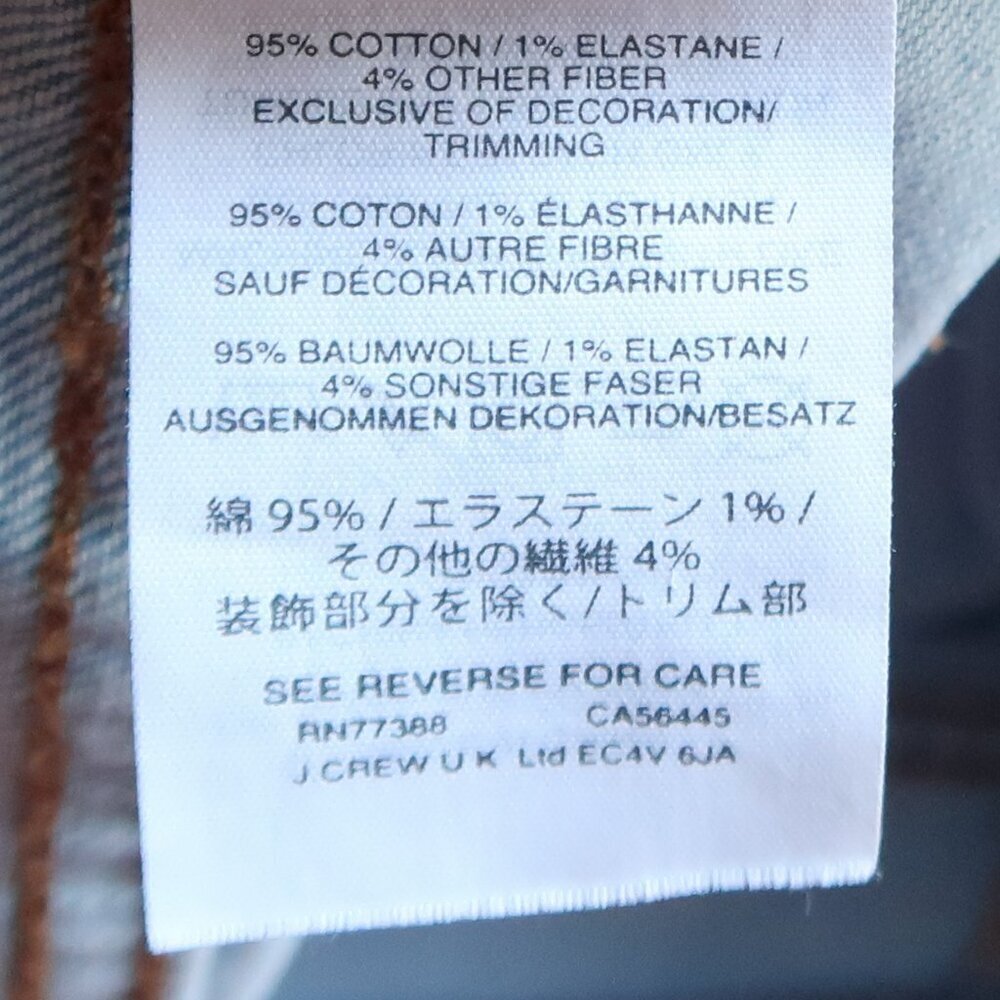 95% COTTON / 1% ELASTANE /
4% OTHER FIBER
EXCLUSIVE OF DECORATION/
TRIMMING
95% COTON / 1% ÉLASTHANNE /
4% AUTRE FIBRE
SAUF DÉCORATION/GARNITURES
95% BAUMWOLLE / 1% ELASTAN /
4% SONSTIGE FASER
AUSGENOMMEN DEKORATION/BESATZ
綿 95% / エラステーン 1% /
その他の繊維 4%
装飾部分を除く/トリム部
SEE REVERSE FOR CARE
RN77388 CA56445
J CREW U K Ltd EC4V 6JA